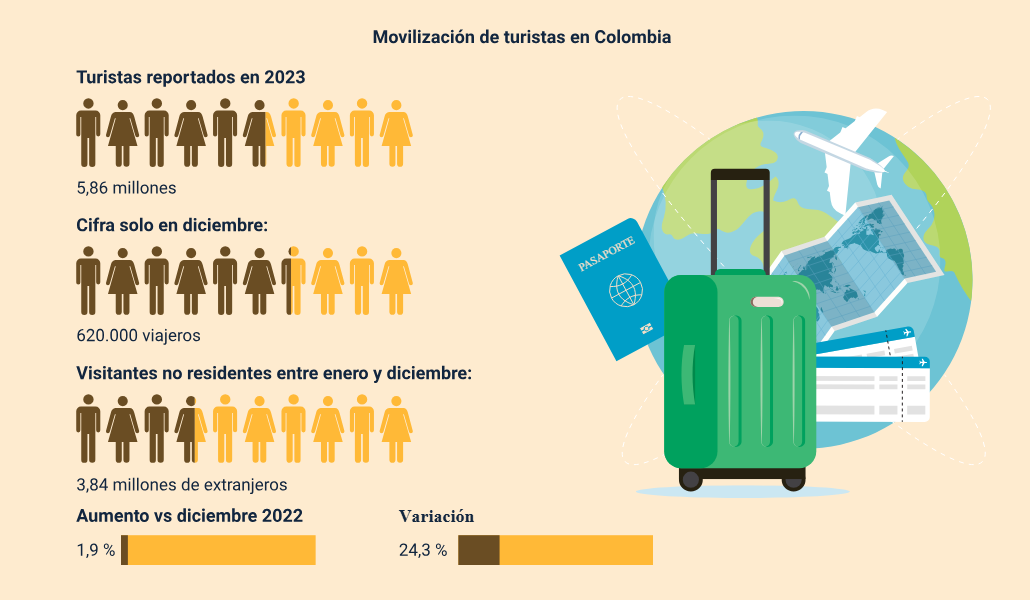 Movilización de turistas en Colombia
Turistas reportados en 2023
5,86 millones
Cifra solo en diciembre:
620.000 viajeros
Visitantes no residentes entre enero y diciembre:
3,84 millones de extranjeros
Aumento vs diciembre 2022
1,9 %
Variación
24,3 %
PASAPORTE